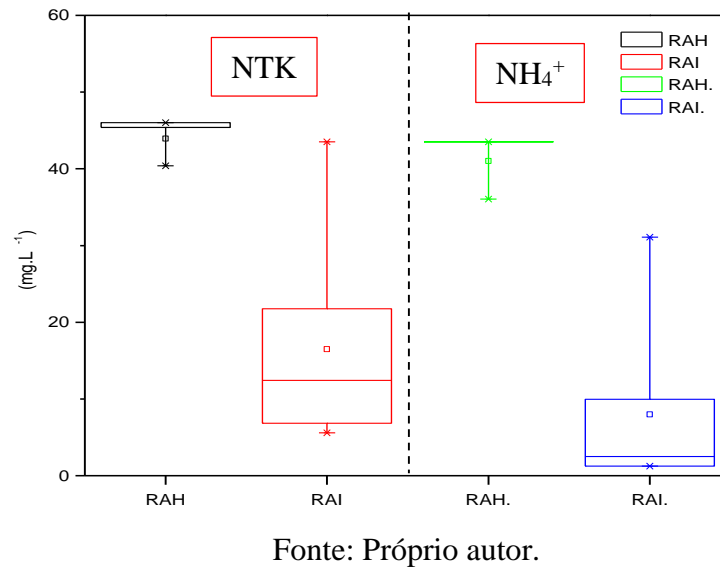 60
40
20
0
(mg.L⁻¹)
NTK
NH₄⁺
RAH
RAI
RAH.
RAI.
RAH
RAI
RAH.
RAI.
Fonte: Próprio autor.